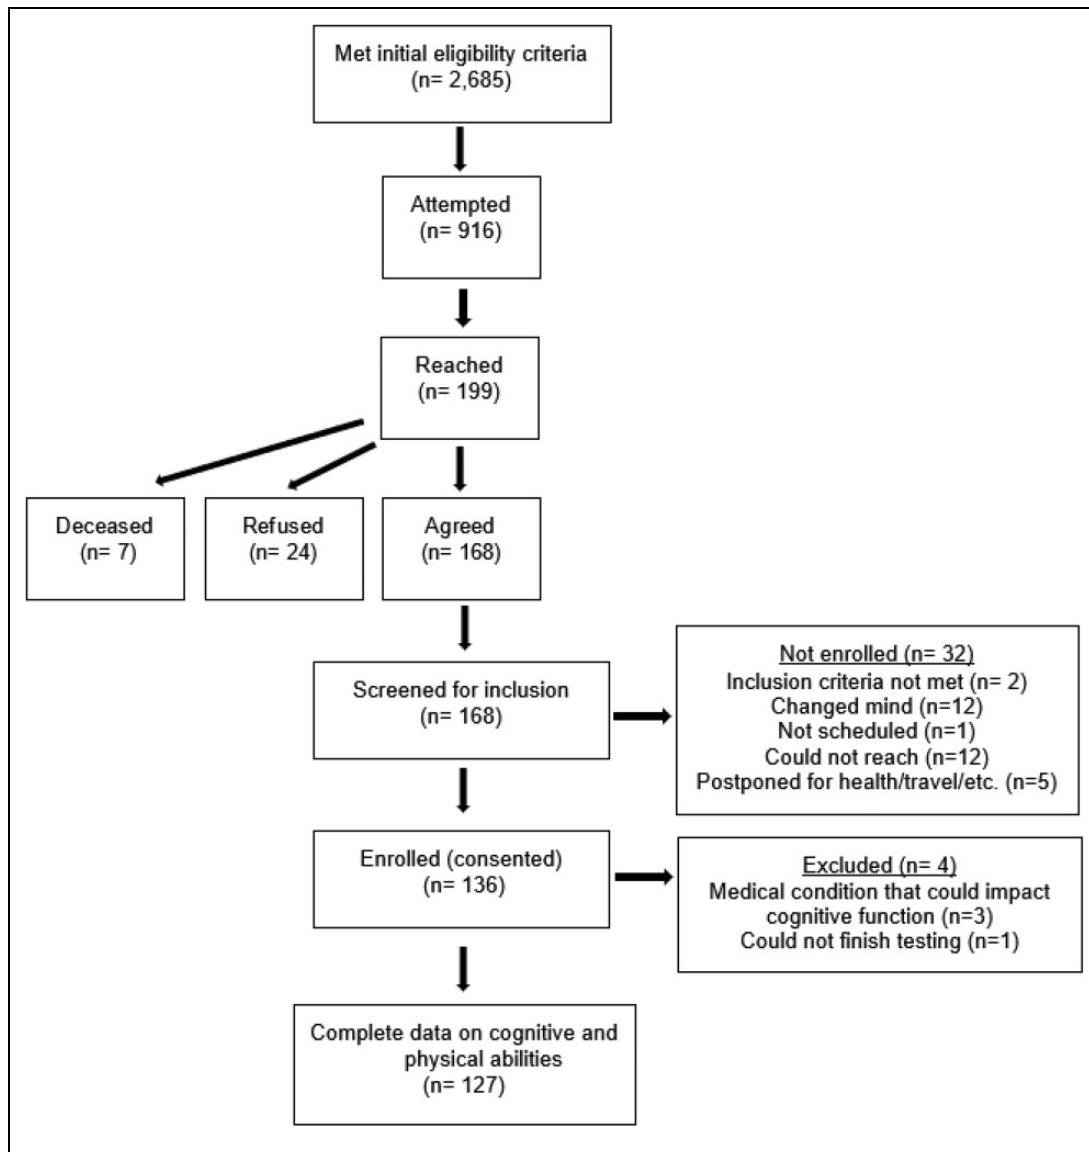 Met initial eligibility criteria
(n= 2,685)
Attempted
(n= 916)
Reached
(n= 199)
Deceased
(n= 7)
Refused
(n= 24)
Agreed
(n= 168)
Screened for inclusion
(n= 168)
Not enrolled (n= 32)
Inclusion criteria not met (n= 2)
Changed mind (n=12)
Not scheduled (n=1)
Could not reach (n=12)
Postponed for health/travel/etc. (n=5)
Enrolled (consented)
(n= 136)
Excluded (n= 4)
Medical condition that could impact
cognitive function (n=3)
Could not finish testing (n=1)
Complete data on cognitive and
physical abilities
(n= 127)